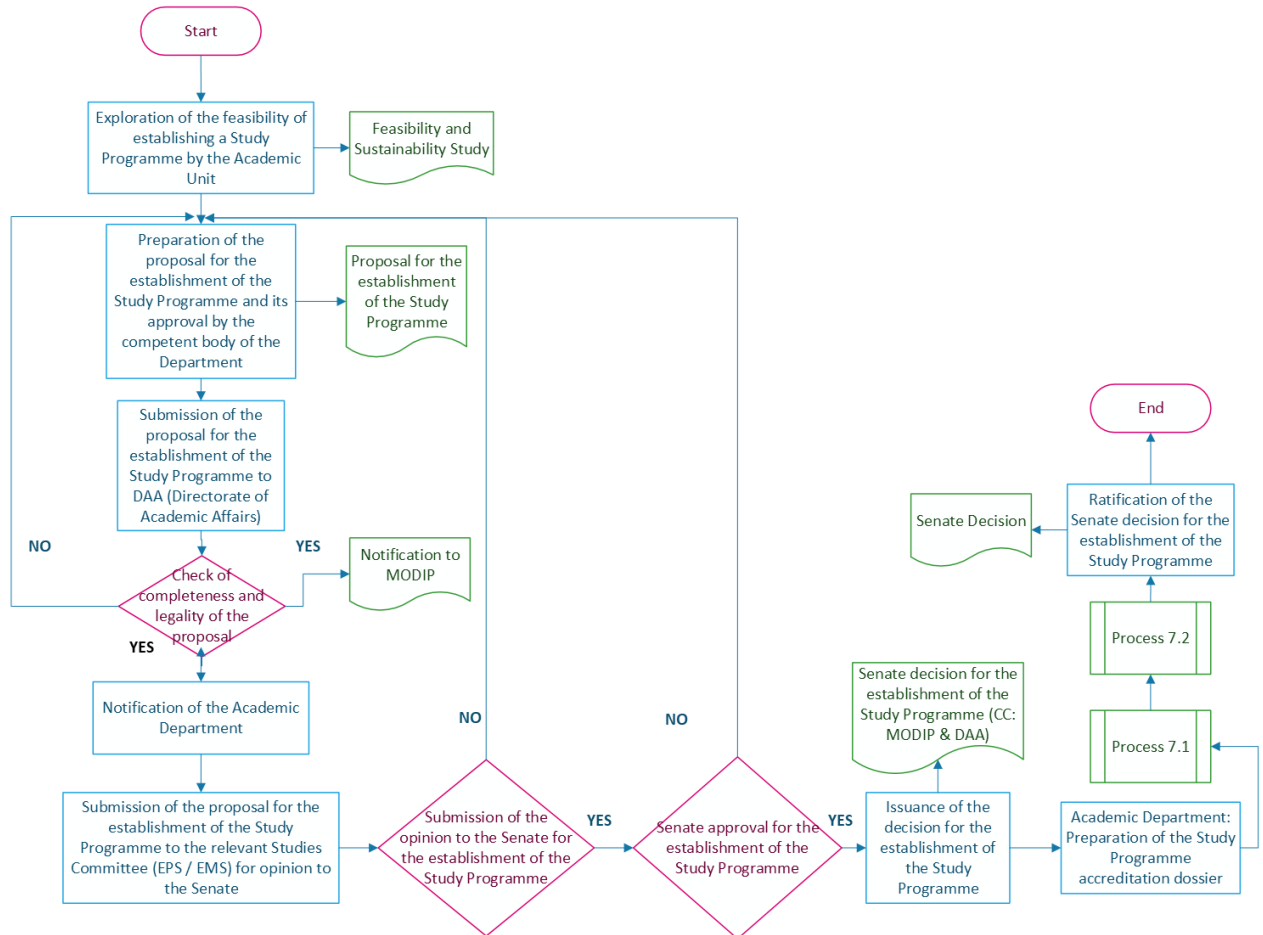 Start
Exploration of the feasibility of
establishing a Study
Programme by the Academic
Unit
Feasibility and
Sustainability Study
Preparation of the
proposal for the
establishment of the
Study Programme and its
approval by the
competent body of the
Department
Proposal for the
establishment
of the Study
Programme
Submission of the
proposal for the
establishment of the
Study Programme to
DAA (Directorate of
Academic Affairs)
NO
YES
Check of
completeness and
legality of the
proposal
Notification to
MODIP
YES
Notification of the Academic
Department
Submission of the proposal for the
establishment of the Study
Programme to the relevant Studies
Committee (EPS / EMS) for opinion to
the Senate
NO
Submission of the
opinion to the Senate for
the establishment of the
Study Programme
YES
NO
Senate approval for the
establishment of the
Study Programme
YES
Senate decision for the
establishment of the
Study Programme (CC:
MODIP & DAA)
Issuance of the
decision for the
establishment of
the Study
Programme
Academic Department:
Preparation of the Study
Programme
accreditation dossier
Process 7.1
Process 7.2
Ratification of the
Senate decision for the
establishment of the
Study Programme
Senate Decision
End